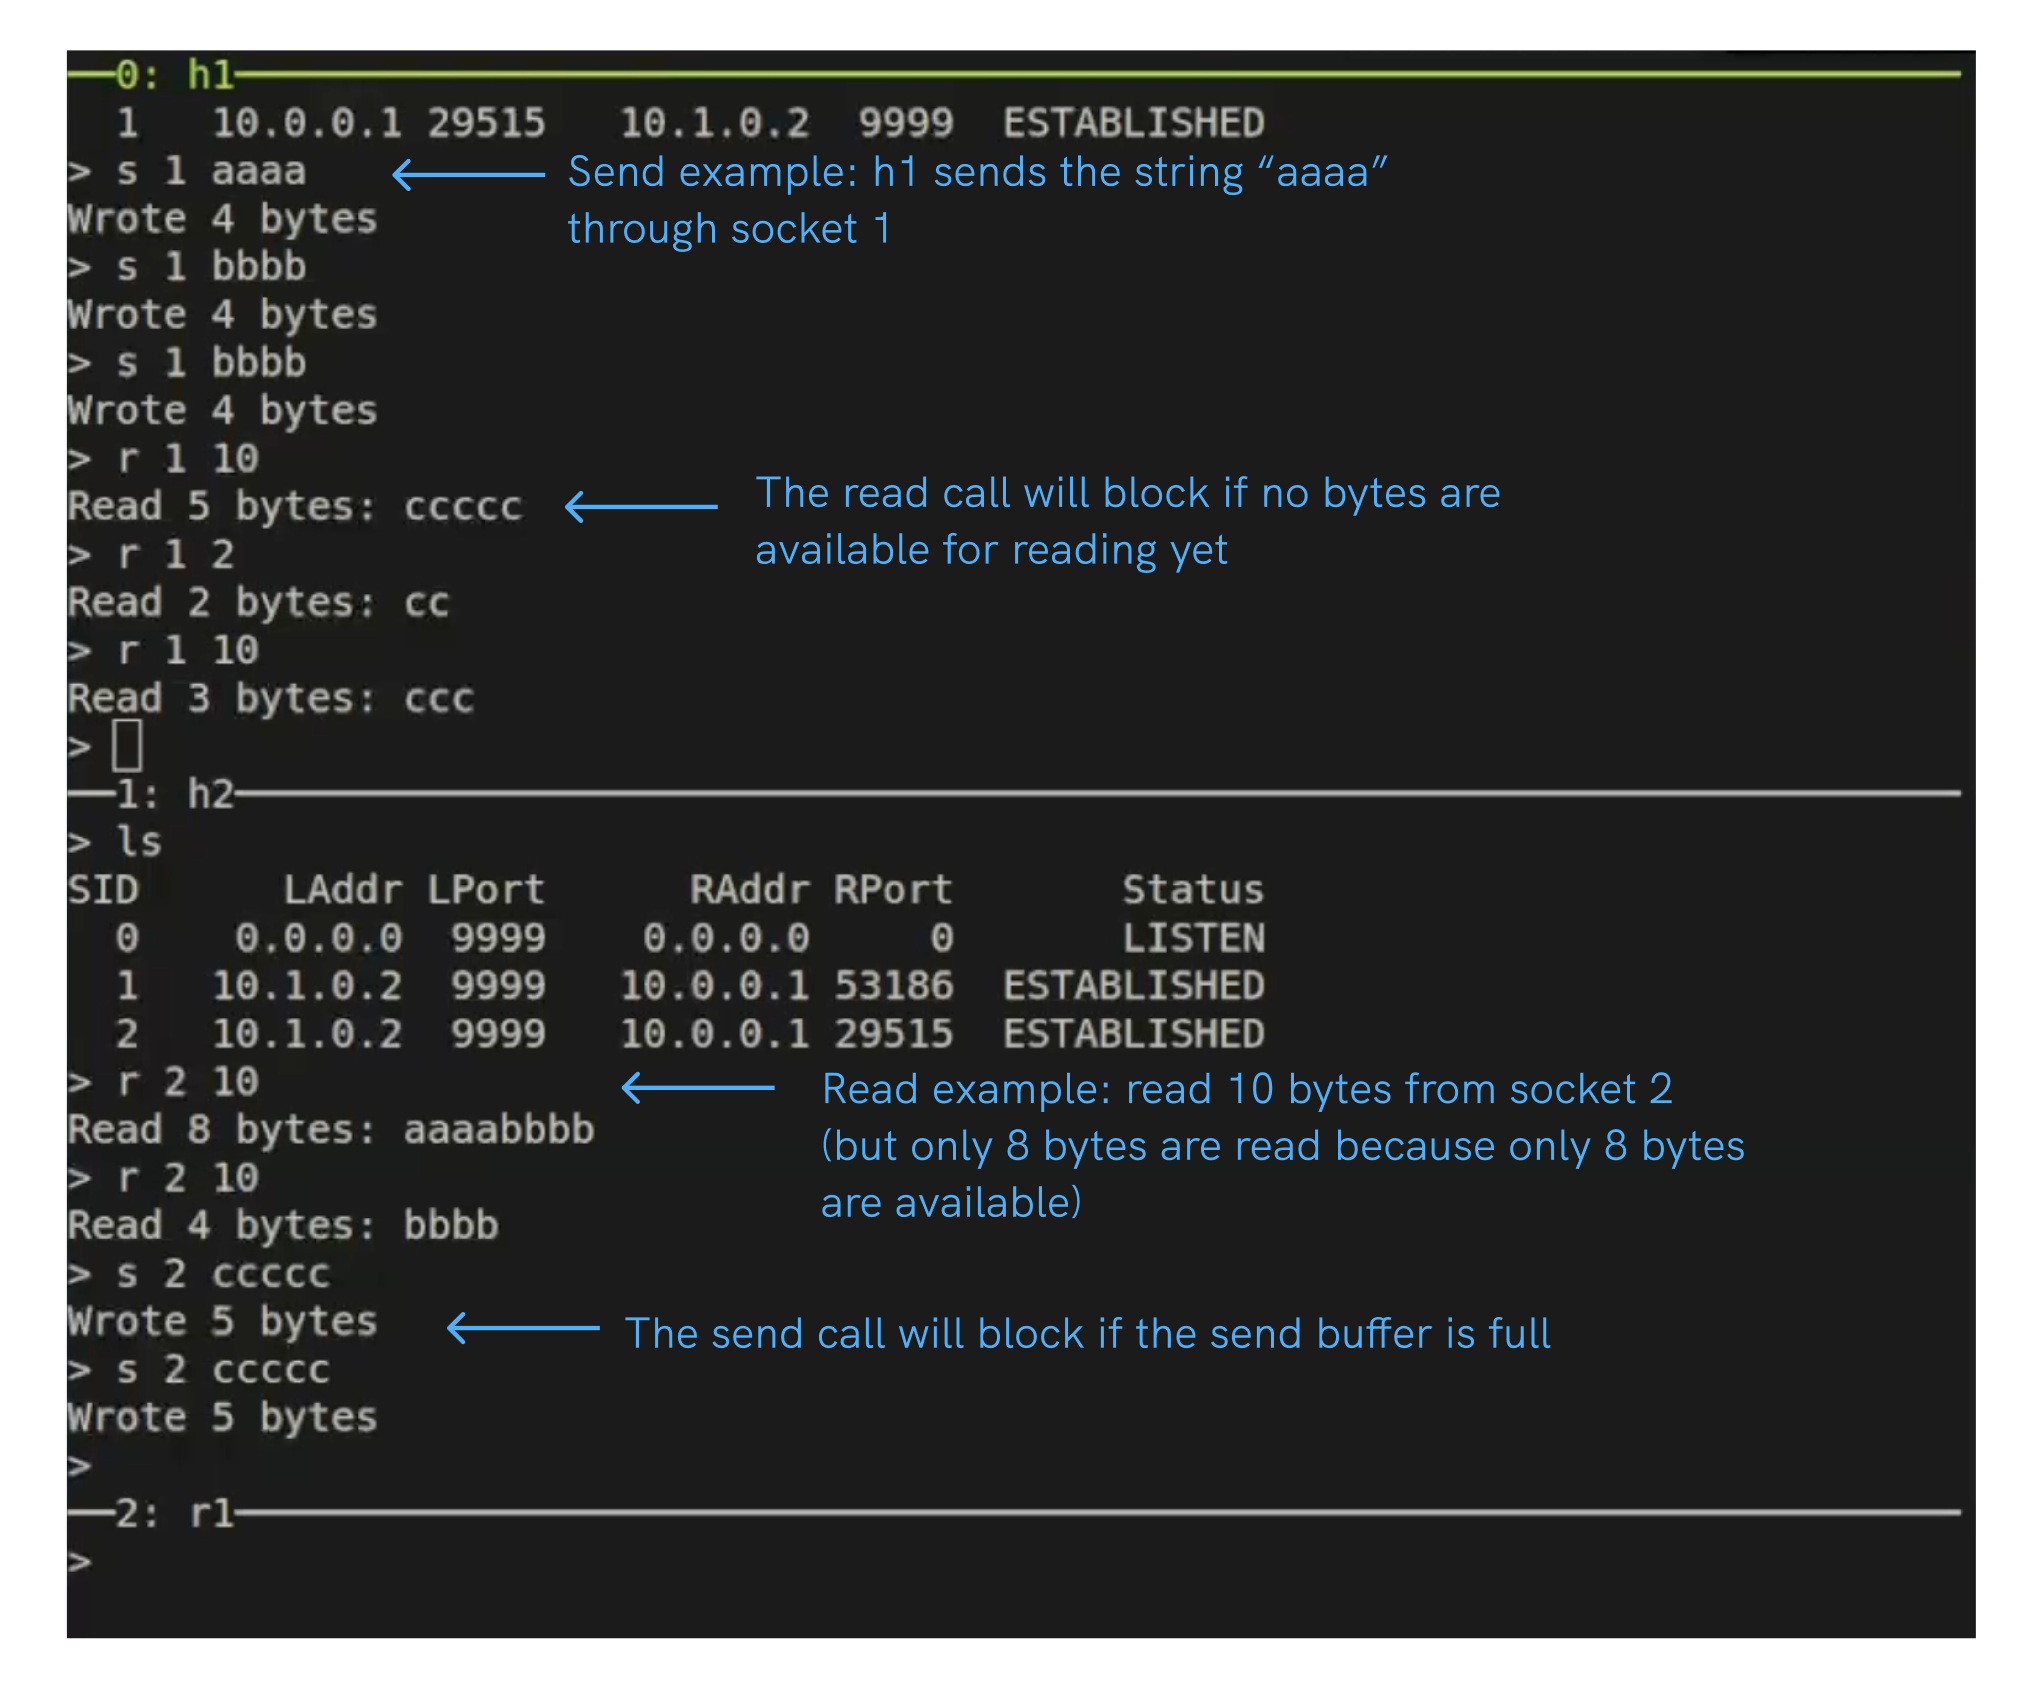 0: h1
1 10.0.0.1 29515 10.1.0.2 9999 ESTABLISHED
> s 1 aaaa
Send example: h1 sends the string “aaaa”
through socket 1
Wrote 4 bytes
> s 1 bbbb
Wrote 4 bytes
> s 1 bbbb
Wrote 4 bytes
> r 1 10
Read 5 bytes: ccccc
The read call will block if no bytes are
available for reading yet
> r 1 2
Read 2 bytes: cc
> r 1 10
Read 3 bytes: ccc
>
1: h2
> ls
SID LAddr LPort RAddr RPort Status
0 0.0.0.0 9999 0.0.0.0 0 LISTEN
1 10.1.0.2 9999 10.0.0.1 53186 ESTABLISHED
2 10.1.0.2 9999 10.0.0.1 29515 ESTABLISHED
> r 2 10
Read example: read 10 bytes from socket 2
(but only 8 bytes are read because only 8 bytes
are available)
Read 8 bytes: aaaabbbb
> r 2 10
Read 4 bytes: bbbb
> s 2 ccccc
Wrote 5 bytes
The send call will block if the send buffer is full
> s 2 ccccc
Wrote 5 bytes
>
2: r1
>